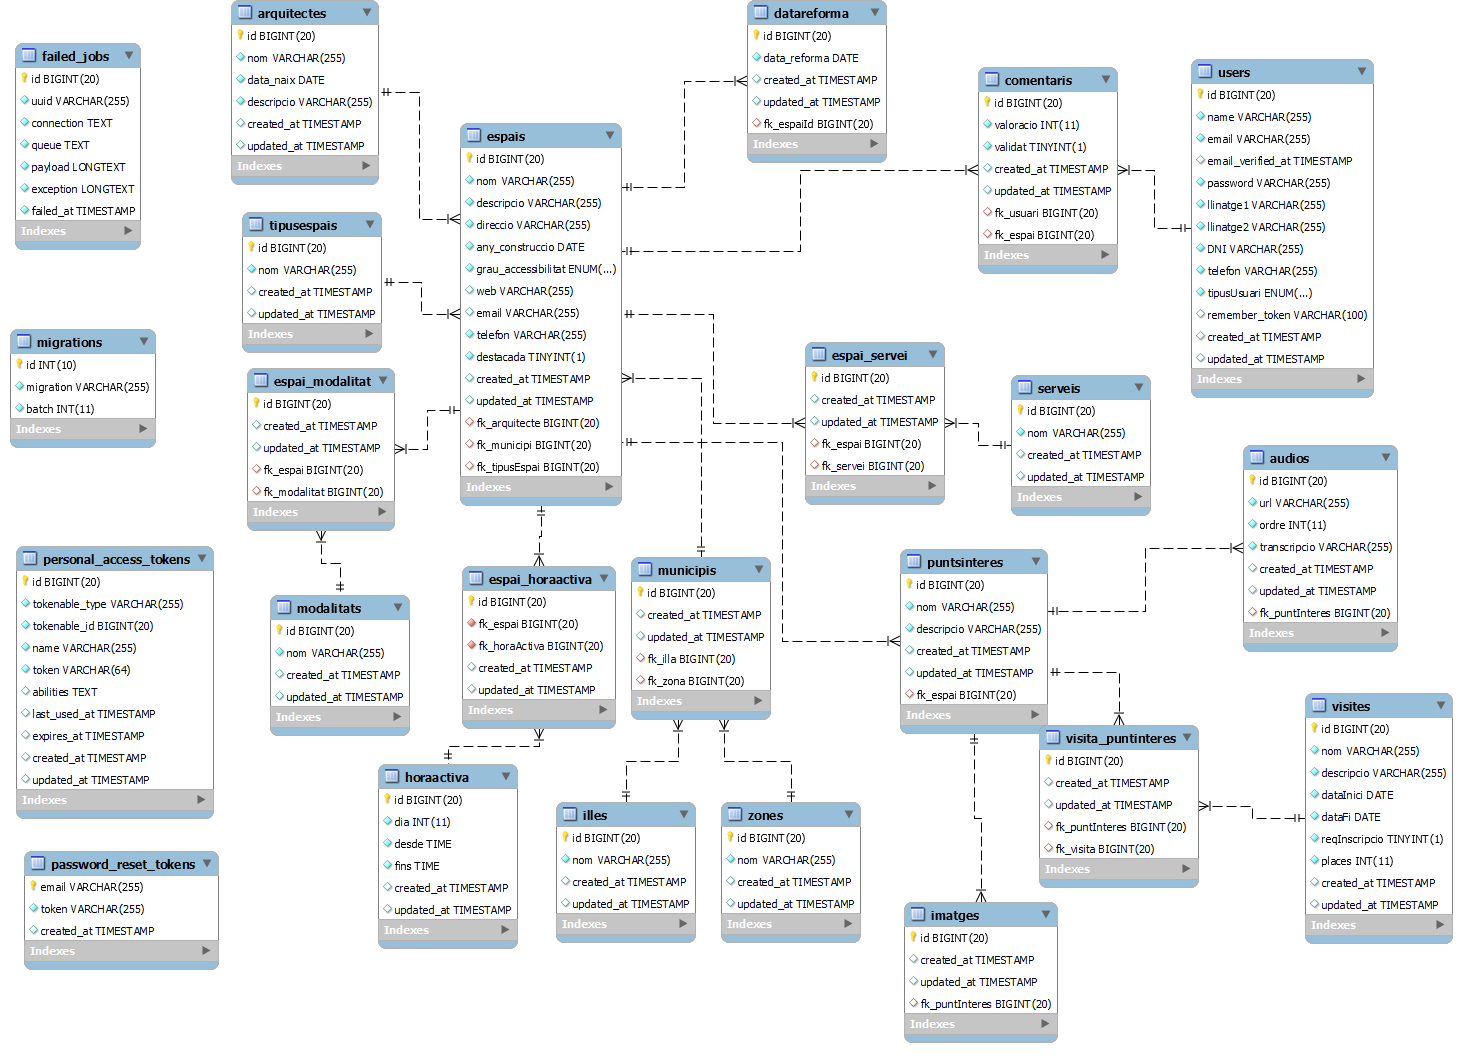 failed_jobs
id BIGINT(20)
uuid VARCHAR(255)
connection TEXT
queue TEXT
payload LONGTEXT
exception LONGTEXT
failed_at TIMESTAMP
Indexes
migrations
id INT(10)
migration VARCHAR(255)
batch INT(11)
Indexes
personal_access_tokens
id BIGINT(20)
tokenable_type VARCHAR(255)
tokenable_id BIGINT(20)
name VARCHAR(255)
token VARCHAR(64)
abilities TEXT
last_used_at TIMESTAMP
expires_at TIMESTAMP
created_at TIMESTAMP
updated_at TIMESTAMP
Indexes
password_reset_tokens
email VARCHAR(255)
token VARCHAR(255)
created_at TIMESTAMP
Indexes
arquitectes
id BIGINT(20)
nom VARCHAR(255)
data_naix DATE
descripcio VARCHAR(255)
created_at TIMESTAMP
updated_at TIMESTAMP
Indexes
tipusespais
id BIGINT(20)
nom VARCHAR(255)
created_at TIMESTAMP
updated_at TIMESTAMP
Indexes
espai_modalitat
id BIGINT(20)
created_at TIMESTAMP
updated_at TIMESTAMP
fk_espai BIGINT(20)
fk_modalitat BIGINT(20)
Indexes
modalitats
id BIGINT(20)
nom VARCHAR(255)
created_at TIMESTAMP
updated_at TIMESTAMP
Indexes
horaactiva
id BIGINT(20)
dia INT(11)
desde TIME
fins TIME
created_at TIMESTAMP
updated_at TIMESTAMP
Indexes
espais
id BIGINT(20)
nom VARCHAR(255)
descripcio VARCHAR(255)
direccio VARCHAR(255)
any_construccio DATE
grau_accessibilitat ENUM(...)
web VARCHAR(255)
email VARCHAR(255)
telefon VARCHAR(255)
destacada TINYINT(1)
created_at TIMESTAMP
updated_at TIMESTAMP
fk_arquitecte BIGINT(20)
fk_municipi BIGINT(20)
fk_tipusEspai BIGINT(20)
Indexes
espai_horaactiva
id BIGINT(20)
fk_espai BIGINT(20)
fk_horaActiva BIGINT(20)
created_at TIMESTAMP
updated_at TIMESTAMP
Indexes
municipis
id BIGINT(20)
created_at TIMESTAMP
updated_at TIMESTAMP
fk_illa BIGINT(20)
fk_zona BIGINT(20)
Indexes
illes
id BIGINT(20)
nom VARCHAR(255)
created_at TIMESTAMP
updated_at TIMESTAMP
Indexes
zones
id BIGINT(20)
nom VARCHAR(255)
created_at TIMESTAMP
updated_at TIMESTAMP
Indexes
datareforma
id BIGINT(20)
data_reforma DATE
created_at TIMESTAMP
updated_at TIMESTAMP
fk_espaiId BIGINT(20)
Indexes
comentaris
id BIGINT(20)
valoracio INT(11)
validat TINYINT(1)
created_at TIMESTAMP
updated_at TIMESTAMP
fk_usuari BIGINT(20)
fk_espai BIGINT(20)
Indexes
users
id BIGINT(20)
name VARCHAR(255)
email VARCHAR(255)
email_verified_at TIMESTAMP
password VARCHAR(255)
llinatge1 VARCHAR(255)
llinatge2 VARCHAR(255)
DNI VARCHAR(255)
telefon VARCHAR(255)
tipusUsuari ENUM(...)
remember_token VARCHAR(100)
created_at TIMESTAMP
updated_at TIMESTAMP
Indexes
espai_servei
id BIGINT(20)
created_at TIMESTAMP
updated_at TIMESTAMP
fk_espai BIGINT(20)
fk_servei BIGINT(20)
Indexes
serveis
id BIGINT(20)
nom VARCHAR(255)
created_at TIMESTAMP
updated_at TIMESTAMP
Indexes
audios
id BIGINT(20)
url VARCHAR(255)
ordre INT(11)
transcripcio VARCHAR(255)
created_at TIMESTAMP
updated_at TIMESTAMP
fk_puntInteres BIGINT(20)
Indexes
puntsinteres
id BIGINT(20)
nom VARCHAR(255)
descripcio VARCHAR(255)
created_at TIMESTAMP
updated_at TIMESTAMP
fk_espai BIGINT(20)
Indexes
visita_puntinteres
id BIGINT(20)
created_at TIMESTAMP
updated_at TIMESTAMP
fk_puntInteres BIGINT(20)
fk_visita BIGINT(20)
Indexes
visites
id BIGINT(20)
nom VARCHAR(255)
descripcio VARCHAR(255)
dataInici DATE
dataFi DATE
reqInscripcio TINYINT(1)
places INT(11)
created_at TIMESTAMP
updated_at TIMESTAMP
Indexes
imatges
id BIGINT(20)
created_at TIMESTAMP
updated_at TIMESTAMP
fk_puntInteres BIGINT(20)
Indexes